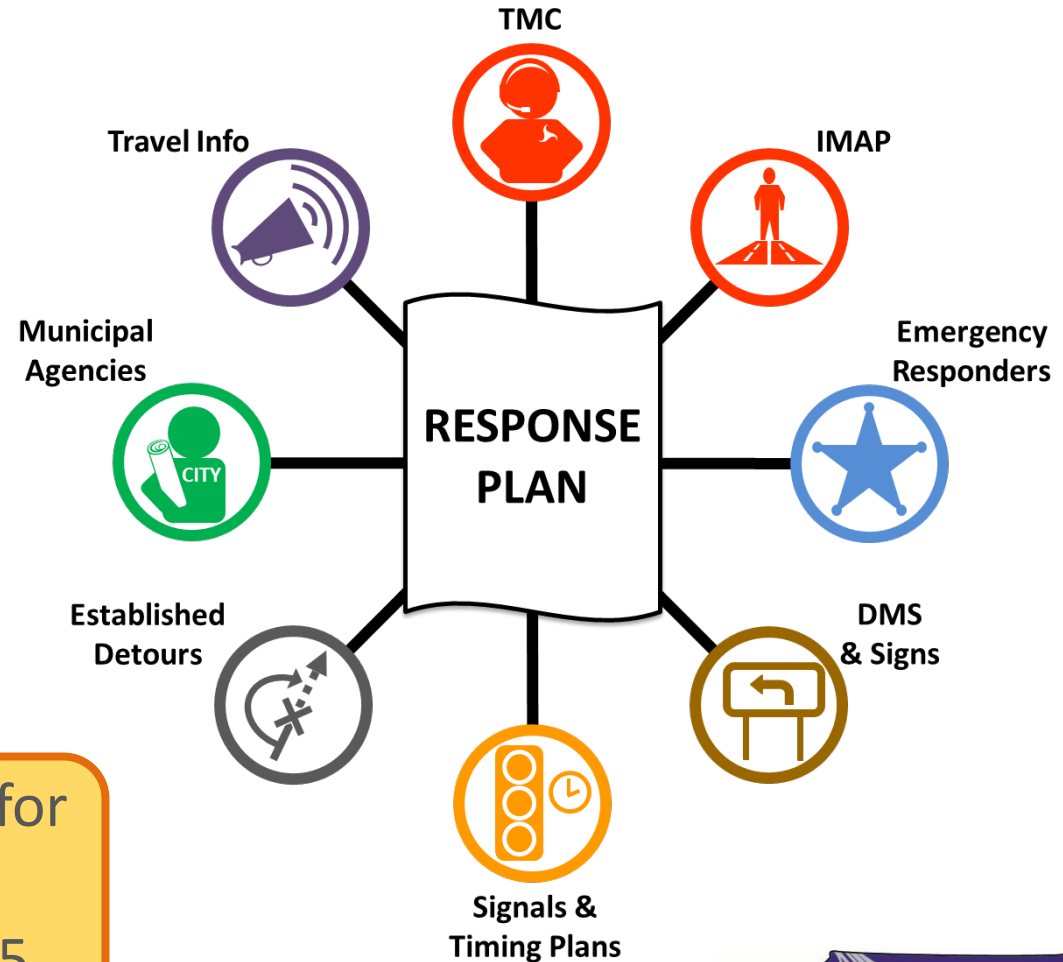 TMC
Travel Info
IMAP
Municipal
Agencies
Emergency
Responders
CITY
RESPONSE
PLAN
Established
Detours
DMS
& Signs
for
5
Signals &
Timing Plans